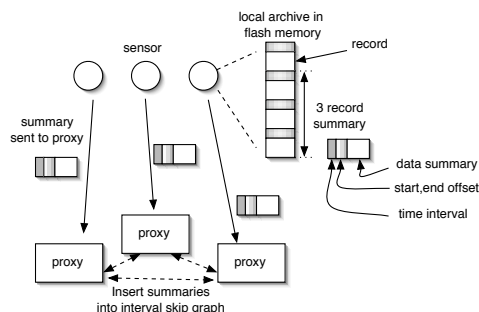 local archive in
flash memory
sensor
record
3 record
summary
summary
sent to proxy
data summary
start,end offset
time interval
proxy
proxy
proxy
Insert summaries
into interval skip graph